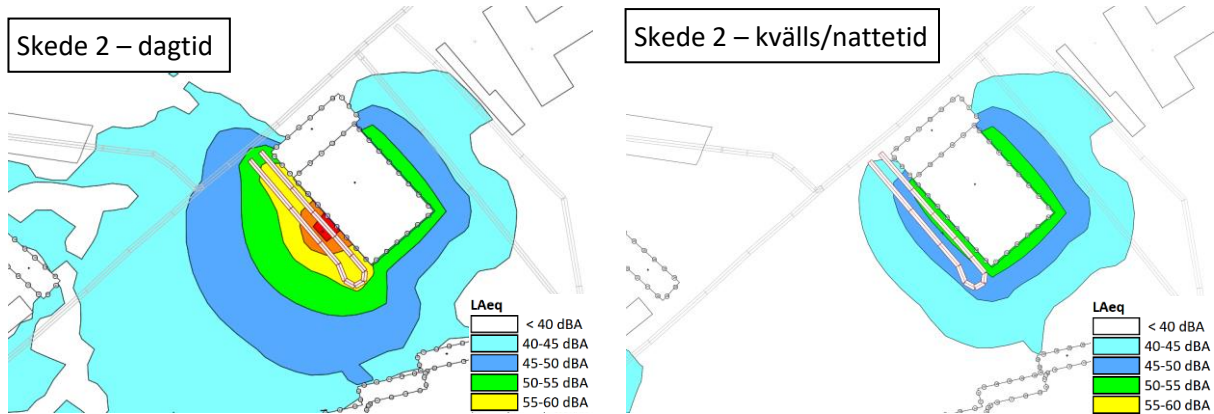 Skede 2 – dagtid
LAeq
< 40 dBA
40-45 dBA
45-50 dBA
50-55 dBA
55-60 dBA
Skede 2 – kvälls/nattetid
LAeq
< 40 dBA
40-45 dBA
45-50 dBA
50-55 dBA
55-60 dBA